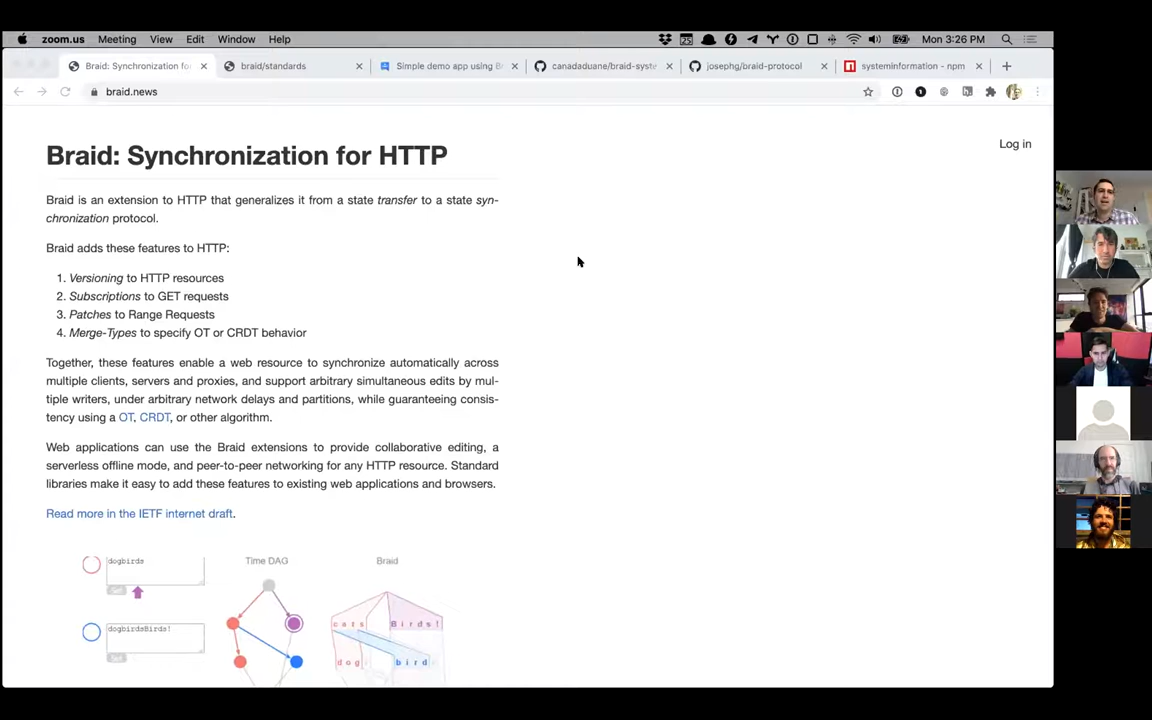 zoom.us Meeting View Edit Window Help 25 Mon 3:26 PM
Braid: Synchronization for braid/standards Simple demo app using B canadaduane/braid-syste josephg/braid-protocol systeminformation - npm
braid.news
Log in
Braid: Synchronization for HTTP
Braid is an extension to HTTP that generalizes it from a state transfer to a state syn-
chronization protocol.
Braid adds these features to HTTP:
1. Versioning to HTTP resources
2. Subscriptions to GET requests
3. Patches to Range Requests
4. Merge-Types to specify OT or CRDT behavior
Together, these features enable a web resource to synchronize automatically across
multiple clients, servers and proxies, and support arbitrary simultaneous edits by mul-
tiple writers, under arbitrary network delays and partitions, while guaranteeing consis-
tency using a OT, CRDT, or other algorithm.
Web applications can use the Braid extensions to provide collaborative editing, a
serverless offline mode, and peer-to-peer networking for any HTTP resource. Standard
libraries make it easy to add these features to existing web applications and browsers.
Read more in the IETF internet draft.
dogbirds Time DAG Braid
dogbirdsBirds!
cats Birds!
dog bird